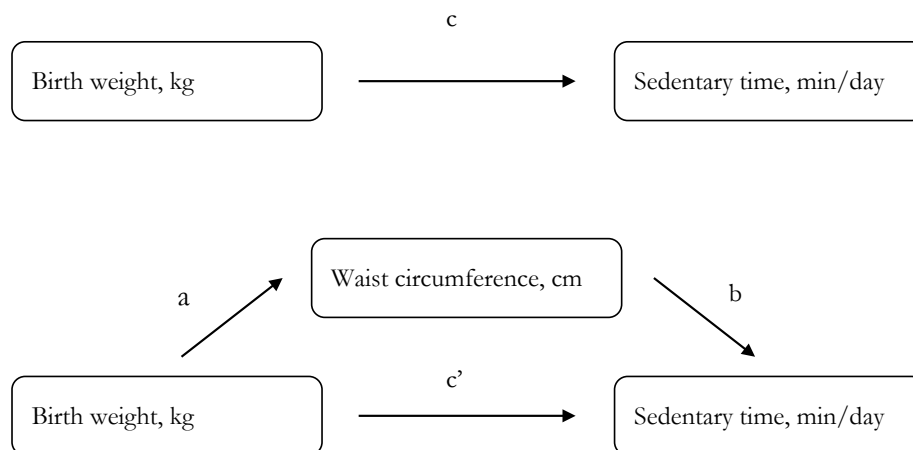 c
Birth weight, kg
Sedentary time, min/day
Waist circumference, cm
a
b
c’
Birth weight, kg
Sedentary time, min/day